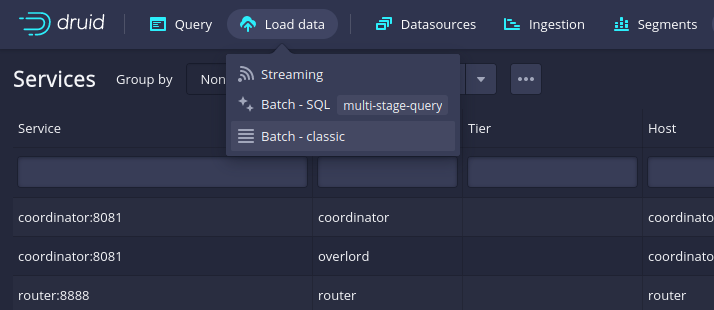 druid Query Load data Datasources Ingestion Segments
Streaming
Services Group by Non
Batch - SQL multi-stage-query
Batch - classic
Service Tier Host
coordinator:8081 coordinator coordinato
coordinator:8081 overlord coordinato
router:8888 router router